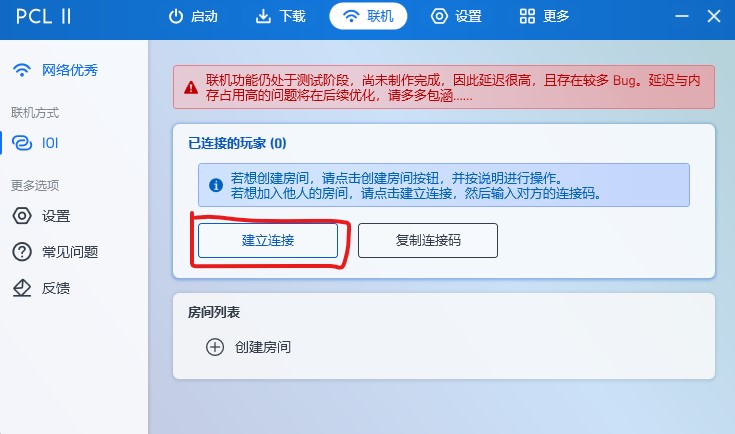 PCL II
启动
下载
联机
设置
更多
网络优秀
联机方式
IOI
更多选项
设置
常见问题
反馈
联机功能仍处于测试阶段，尚未制作完成，因此延迟很高，且存在较多 Bug。延迟与内
存占用高的问题将在后续优化，请多多包涵......
已连接的玩家 (0)
若想创建房间，请点击创建房间按钮，并按说明进行操作。
若想加入他人的房间，请点击建立连接，然后输入对方的连接码。
建立连接
复制连接码
房间列表
创建房间